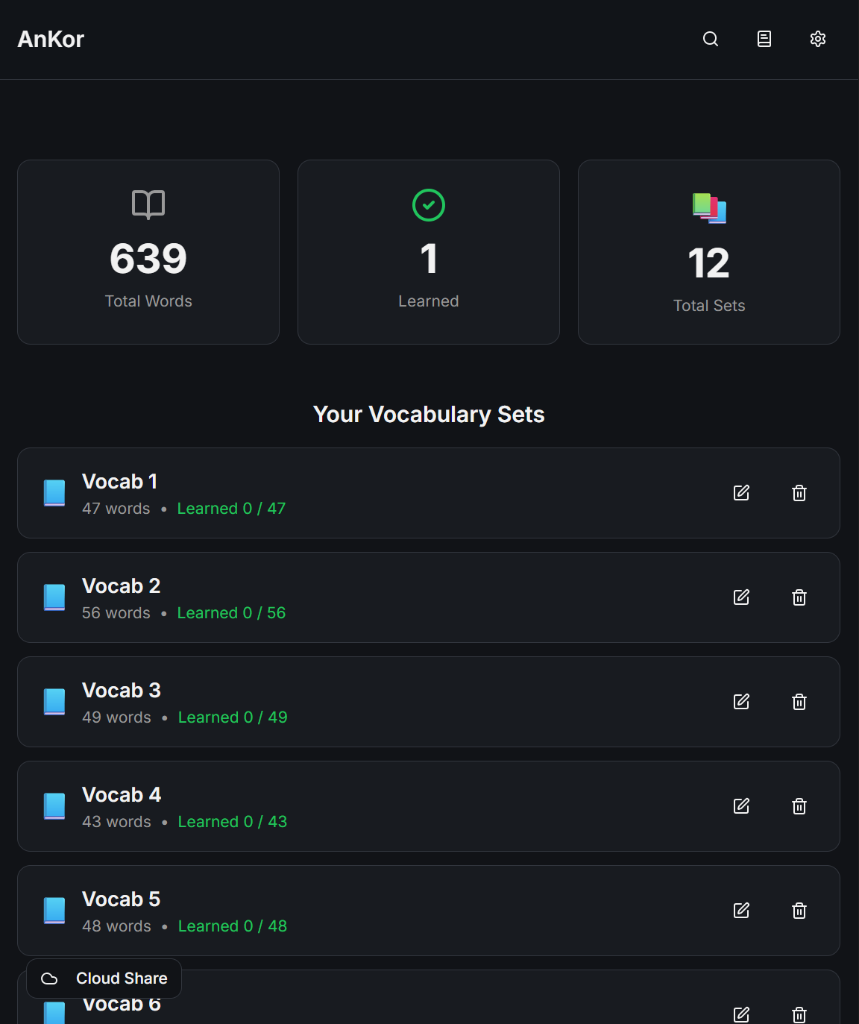 AnKor
639
Total Words
1
Learned
12
Total Sets
Your Vocabulary Sets
Vocab 1
47 words • Learned 0 / 47
Vocab 2
56 words • Learned 0 / 56
Vocab 3
49 words • Learned 0 / 49
Vocab 4
43 words • Learned 0 / 43
Vocab 5
48 words • Learned 0 / 48
Cloud Share
Vocab 6